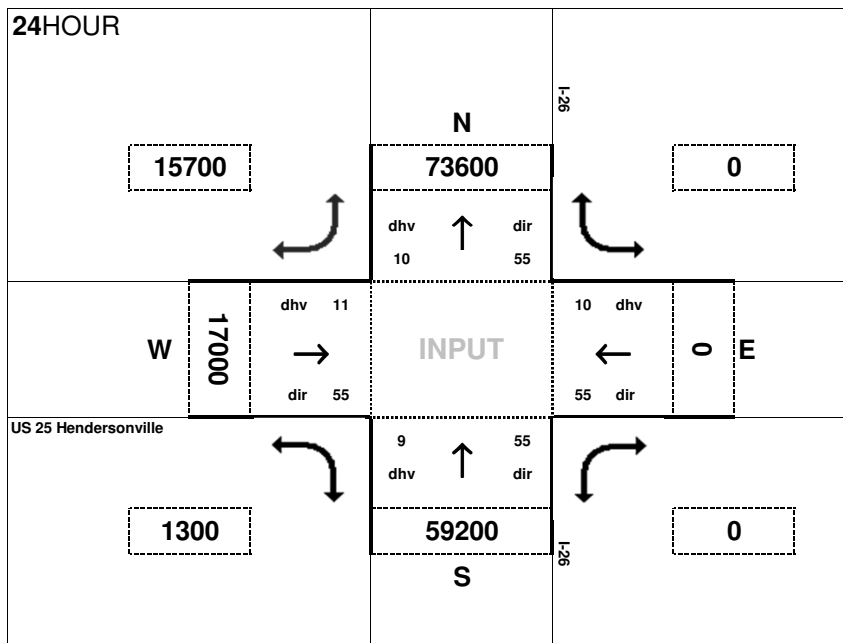 24HOUR
I-26
N
15700
73600
0
dhv
dir
10
55
dhv 11
10 dhv
W
17000
INPUT
0
E
dir 55
55 dir
US 25 Hendersonville
9
55
dhv
dir
1300
59200
0
I-26
S